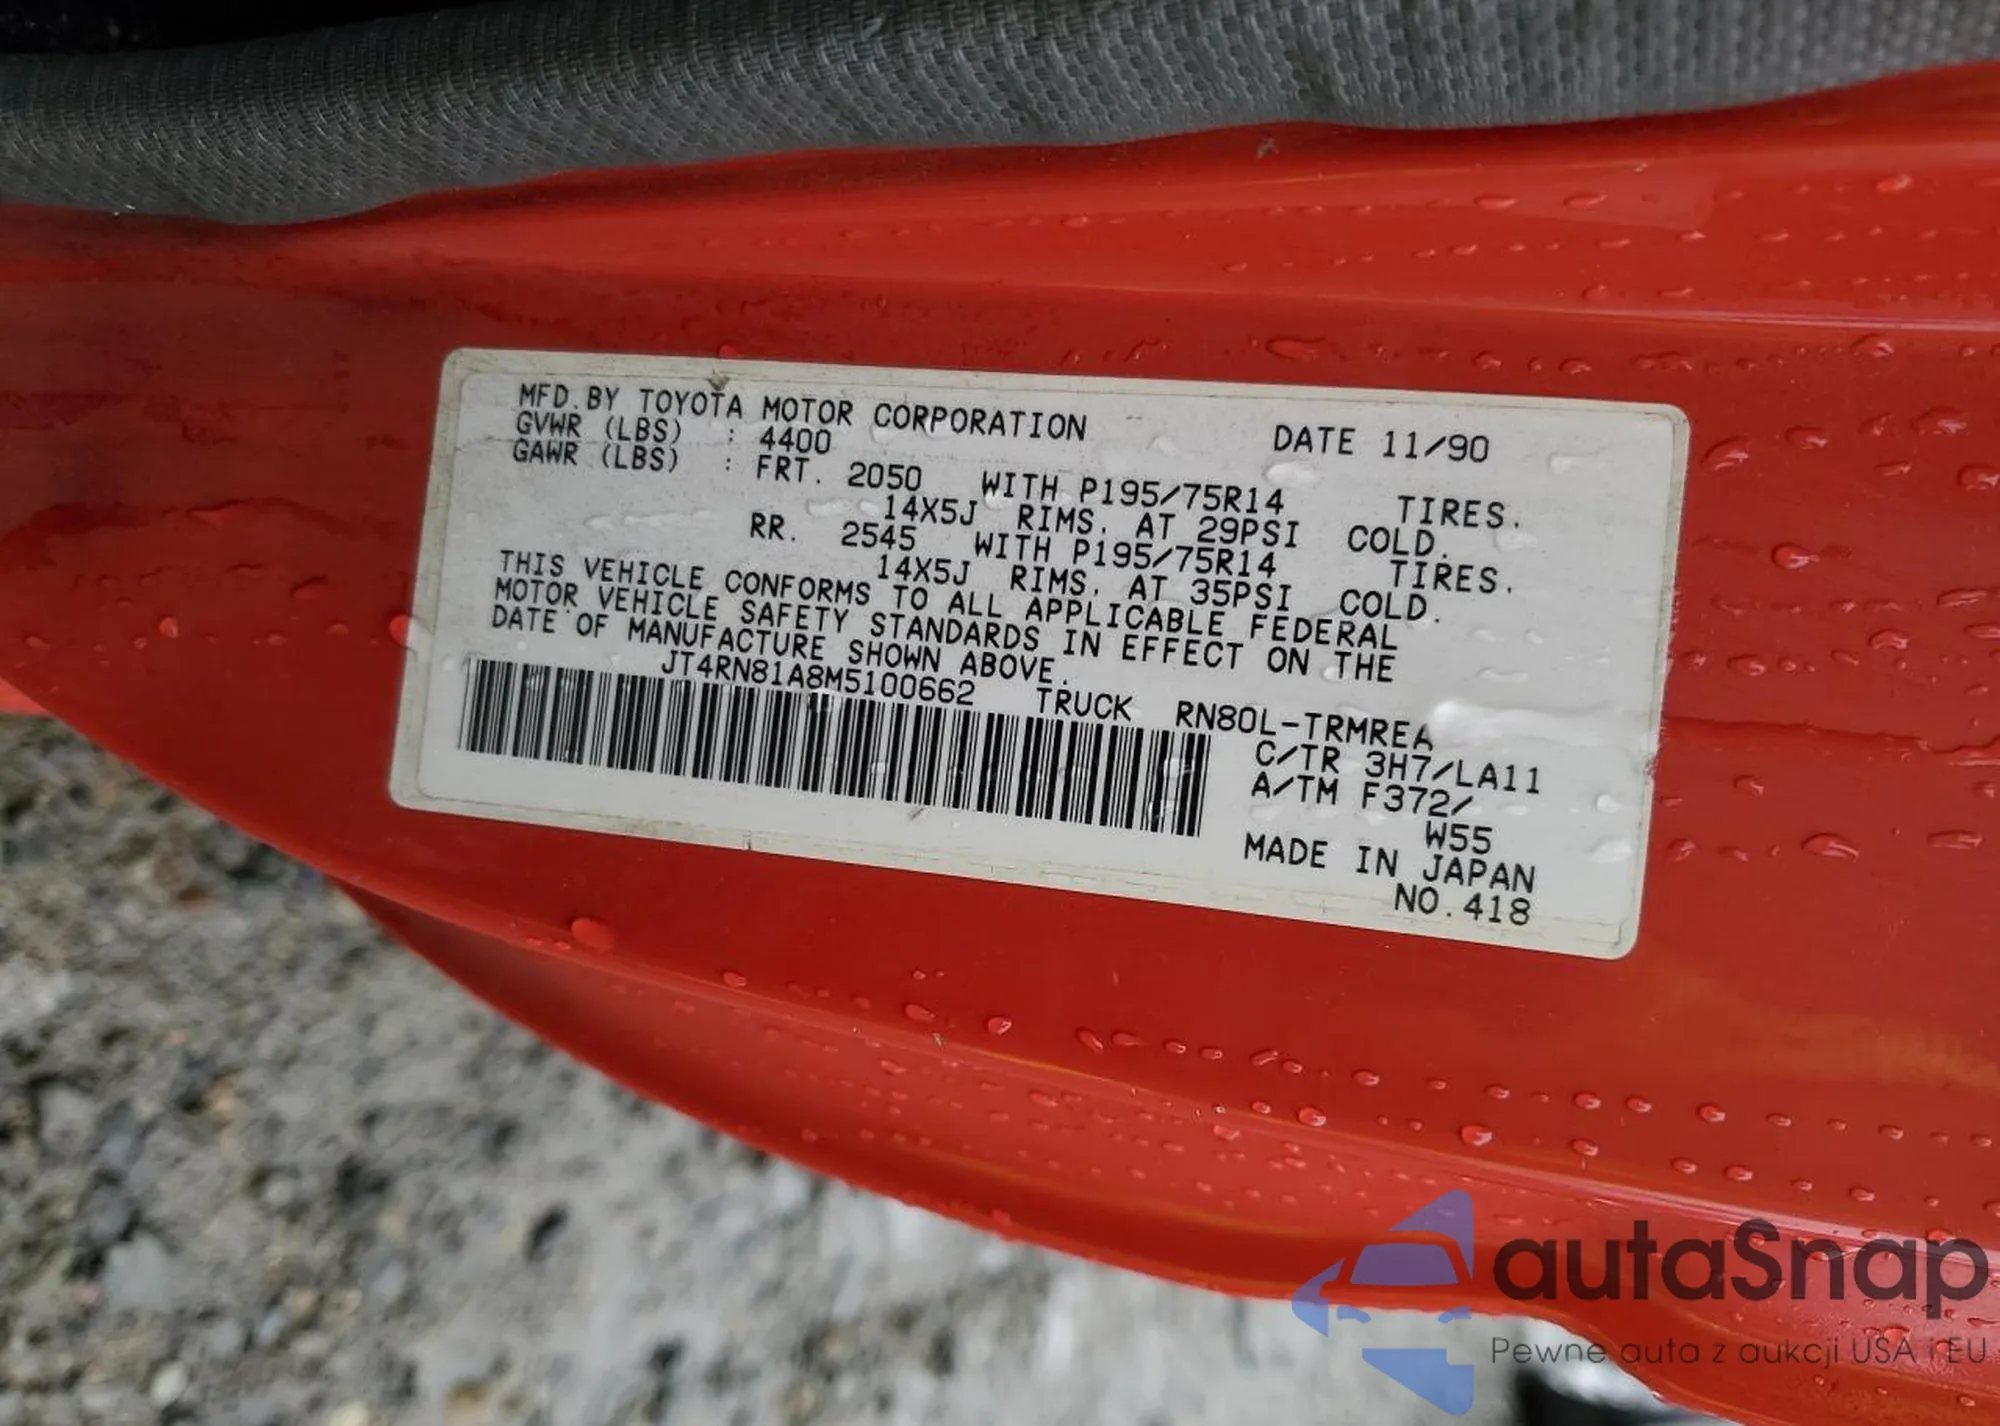 MFD. BY TOYOTA MOTOR CORPORATION DATE 11/90
GVWR (LBS) : 4400
GAWR (LBS) : FRT. 2050 WITH P195/75R14 TIRES.
14X5J RIMS. AT 29PSI COLD.
RR. 2545 WITH P195/75R14 TIRES.
14X5J RIMS. AT 35PSI COLD.
THIS VEHICLE CONFORMS TO ALL APPLICABLE FEDERAL
MOTOR VEHICLE SAFETY STANDARDS IN EFFECT ON THE
DATE OF MANUFACTURE SHOWN ABOVE.
JT4RN81A8M5100662 TRUCK RN80L-TRMREA
C/TR 3H7/LA11
A/TM F372/
W55
MADE IN JAPAN
NO.418
autaSnap
Pewne auta z aukcji USA i EU